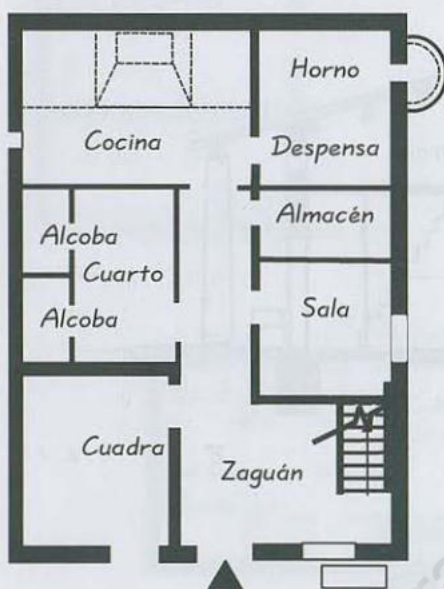 Horno
Cocina
Despensa
Almacén
Alcoba
Cuarto
Alcoba
Sala
Cuadra
Zaguán